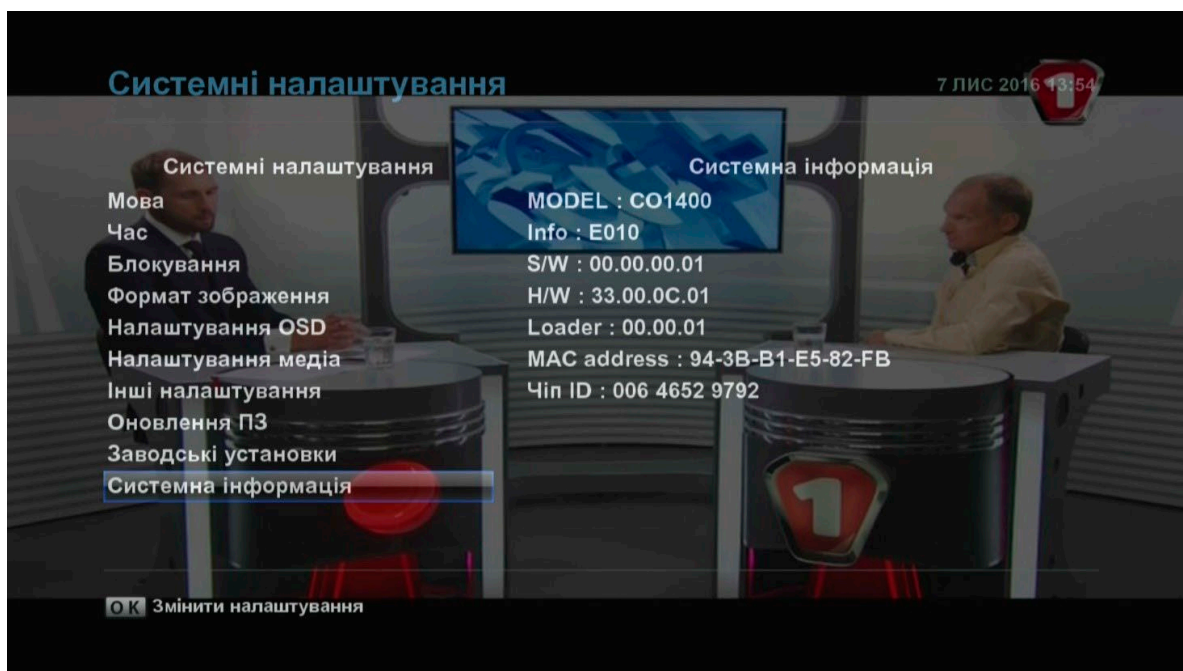 Системні налаштування
7 ЛИС 2016 13:54
1
Системні налаштування
Системна інформація
Мова
Час
Блокування
Формат зображення
Налаштування OSD
Налаштування медіа
Інші налаштування
Оновлення ПЗ
Заводські установки
Системна інформація
MODEL : CO1400
Info : E010
S/W : 00.00.00.01
H/W : 33.00.0C.01
Loader : 00.00.01
MAC address : 94-3B-B1-E5-82-FB
Чіп ID : 006 4652 9792
1
OK Змінити налаштування